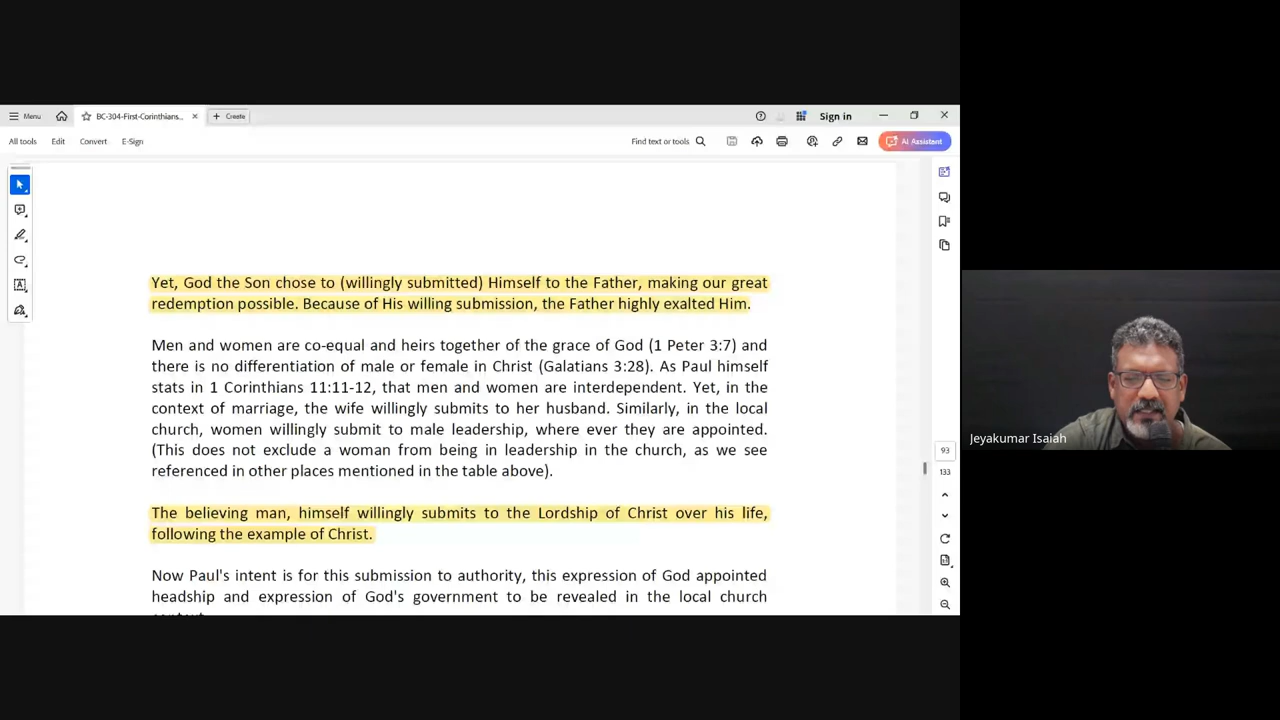 Menu
BC-304-First-Corinthians...
Create
Sign in
All tools
Edit
Convert
E-Sign
Find text or tools
AI Assistant
Yet, God the Son chose to (willingly submitted) Himself to the Father, making our great
redemption possible. Because of His willing submission, the Father highly exalted Him.
Men and women are co-equal and heirs together of the grace of God (1 Peter 3:7) and
there is no differentiation of male or female in Christ (Galatians 3:28). As Paul himself
stats in 1 Corinthians 11:11-12, that men and women are interdependent. Yet, in the
context of marriage, the wife willingly submits to her husband. Similarly, in the local
church, women willingly submit to male leadership, where ever they are appointed.
(This does not exclude a woman from being in leadership in the church, as we see
referenced in other places mentioned in the table above).
The believing man, himself willingly submits to the Lordship of Christ over his life,
following the example of Christ.
Now Paul's intent is for this submission to authority, this expression of God appointed
headship and expression of God's government to be revealed in the local church
93
133
Jeyakumar Isaiah